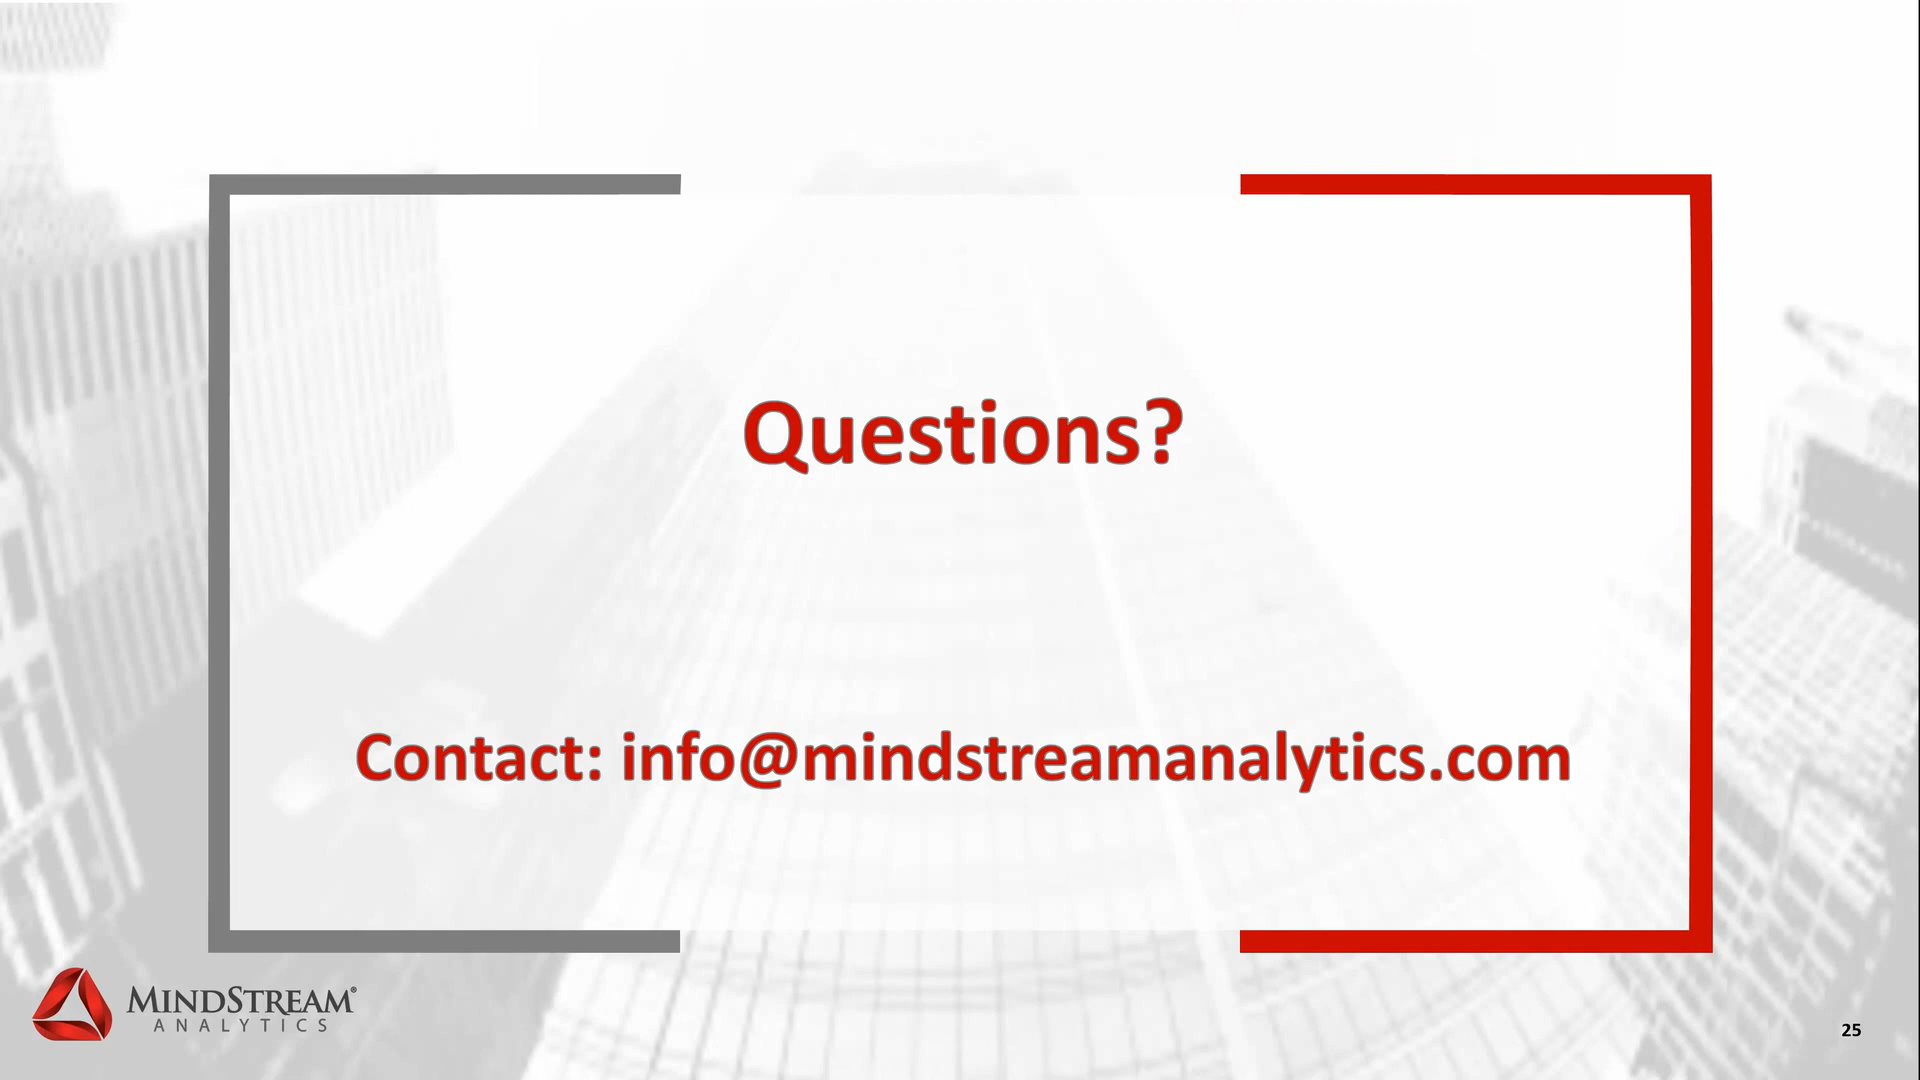 Questions?
Contact: info@mindstreamanalytics.com
MINDSTREAM®
ANALYTICS
25